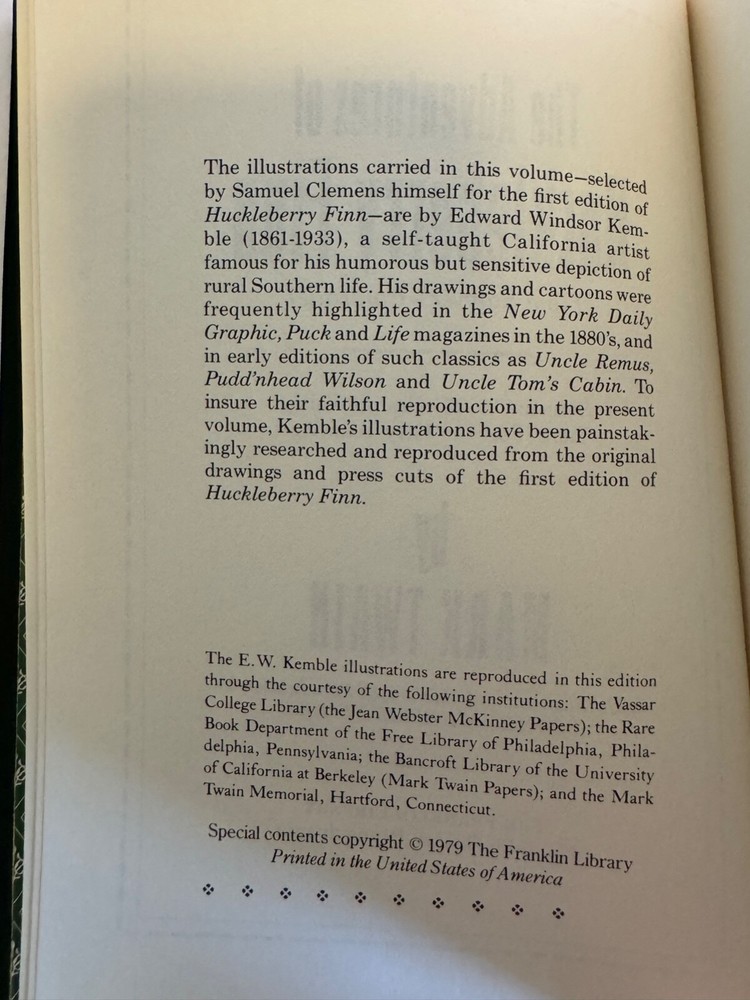 The illustrations carried in this volume—selected
by Samuel Clemens himself for the first edition of
Huckleberry Finn—are by Edward Windsor Kem-
ble (1861-1933), a self-taught California artist
famous for his humorous but sensitive depiction of
rural Southern life. His drawings and cartoons were
frequently highlighted in the New York Daily
Graphic, Puck and Life magazines in the 1880's, and
in early editions of such classics as Uncle Remus,
Pudd'nhead Wilson and Uncle Tom's Cabin. To
insure their faithful reproduction in the present
volume, Kemble's illustrations have been painstak-
ingly researched and reproduced from the original
drawings and press cuts of the first edition of
Huckleberry Finn.
The E.W. Kemble illustrations are reproduced in this edition
through the courtesy of the following institutions: The Vassar
College Library (the Jean Webster McKinney Papers); the Rare
Book Department of the Free Library of Philadelphia, Phila-
delphia, Pennsylvania; the Bancroft Library of the University
of California at Berkeley (Mark Twain Papers); and the Mark
Twain Memorial, Hartford, Connecticut.
Special contents copyright © 1979 The Franklin Library
Printed in the United States of America